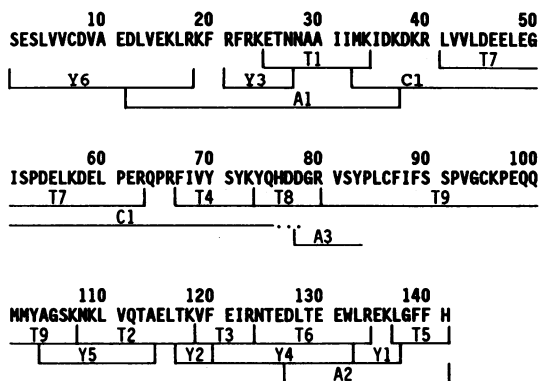 10 20 30 40 50
SESLVVCDVA EDLVEKLRKF RFRKETNNAA IIMKIDKDKR LVVLDEELEG
T1 T7
Y6 Y3 C1
A1
60 70 80 90 100
ISPDELKDEL PERQPRFIVY SYKYQHDDGR VSYPLCFIFS SPVGCKPEQQ
T7 T4 T8 T9
C1 ...
A3
110 120 130 140
MMYAGSKNKL VQTAELTKVF EIRNTEDLTE EWLREKLGFF H
T9 T2 T3 T6 T5
Y5 Y2 Y4 Y1
A2